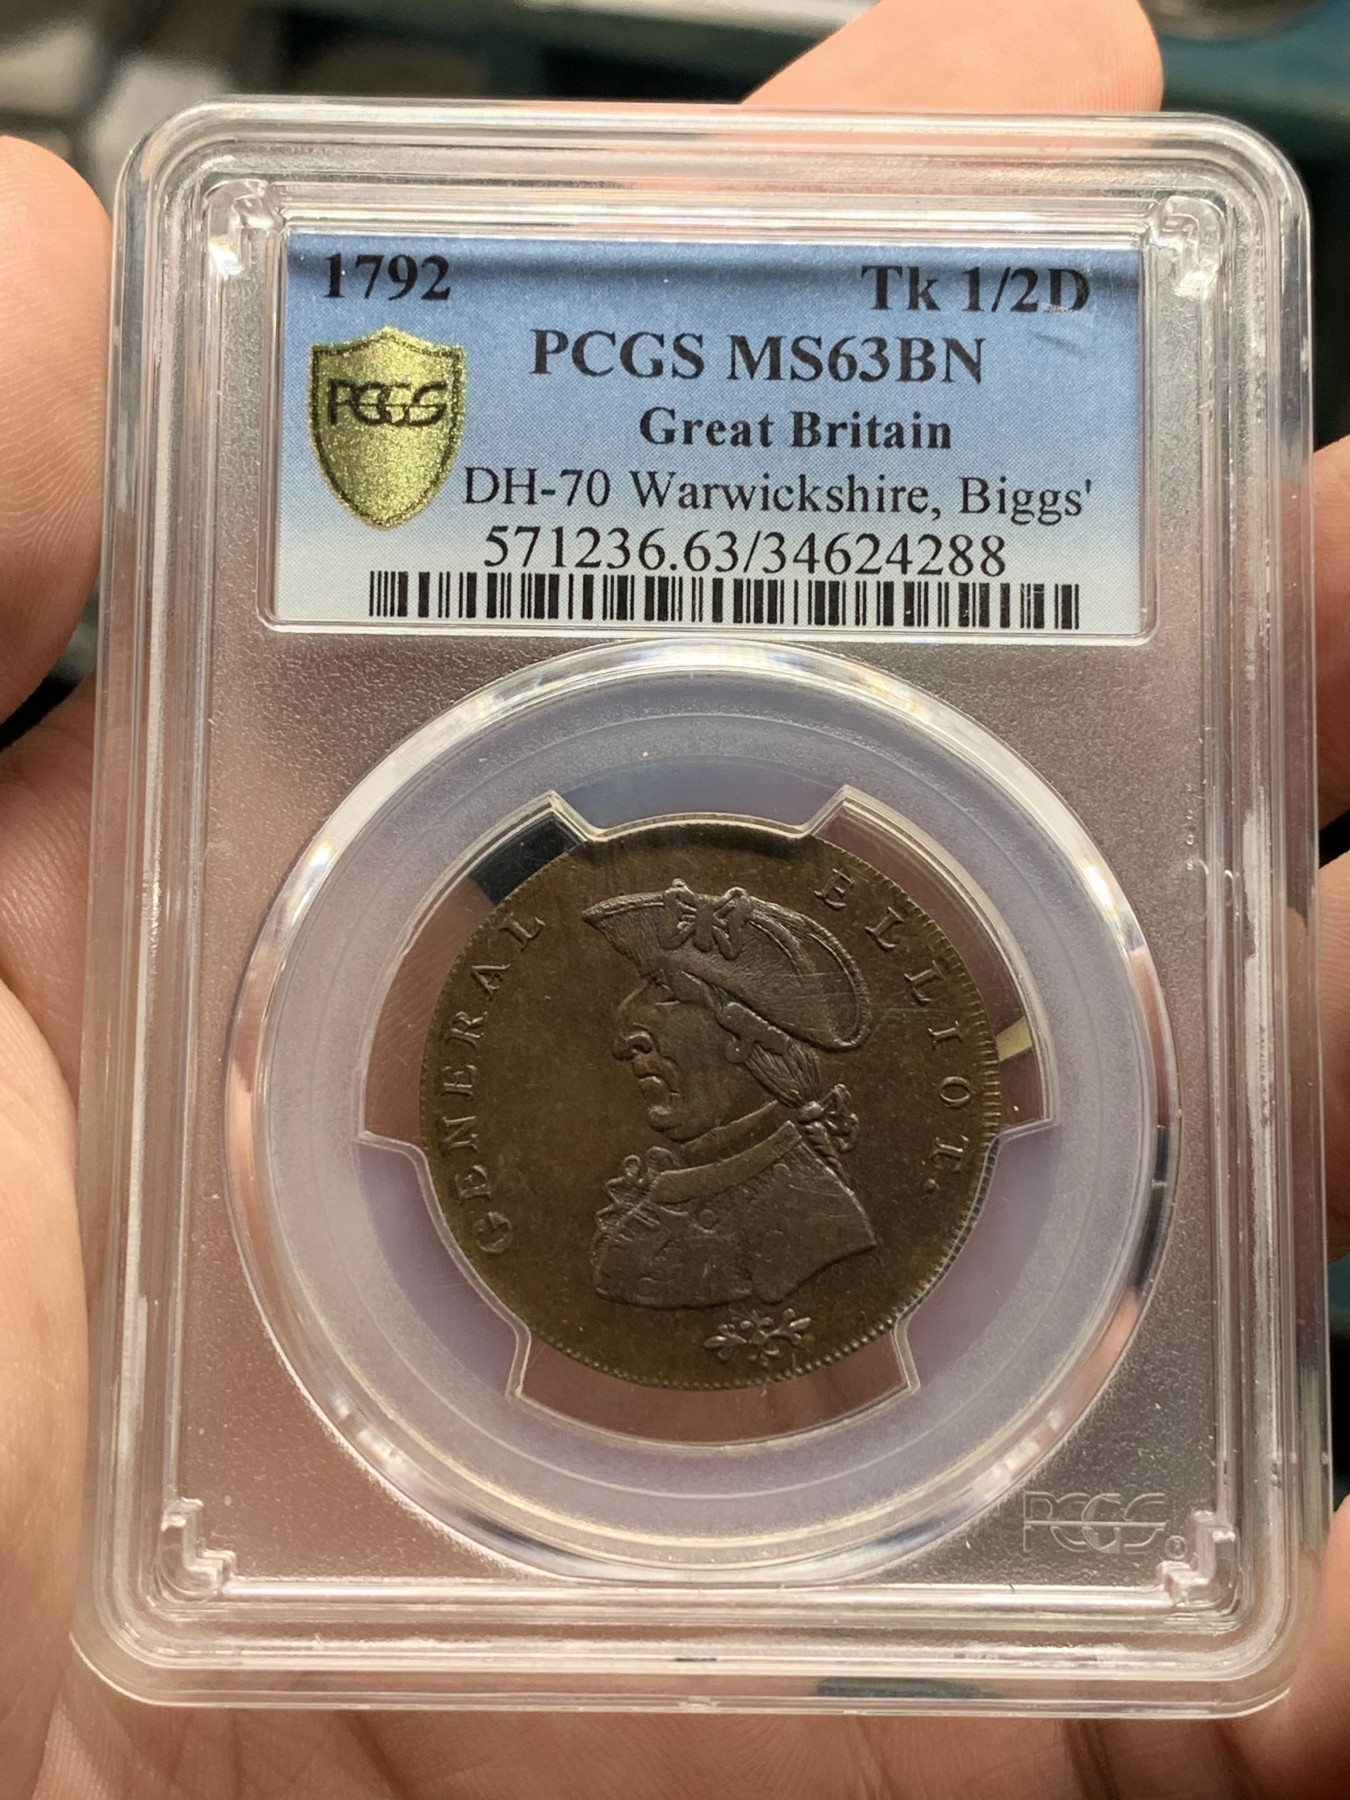 1792 Tk 1/2D
PCGS MS63BN
PCGS
Great Britain
DH-70 Warwickshire, Biggs'
571236.63/34624288
GENERAL ELLIOT.
PCGS